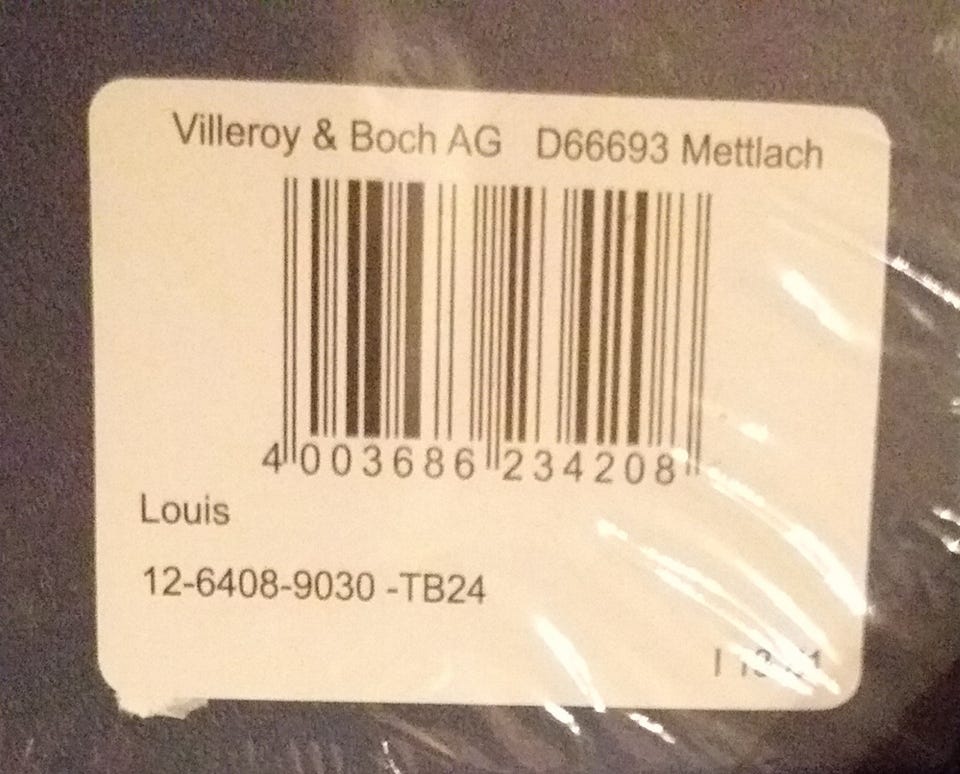 Villeroy & Boch AG D66693 Mettlach
4 003686 234208
Louis
12-6408-9030 -TB24